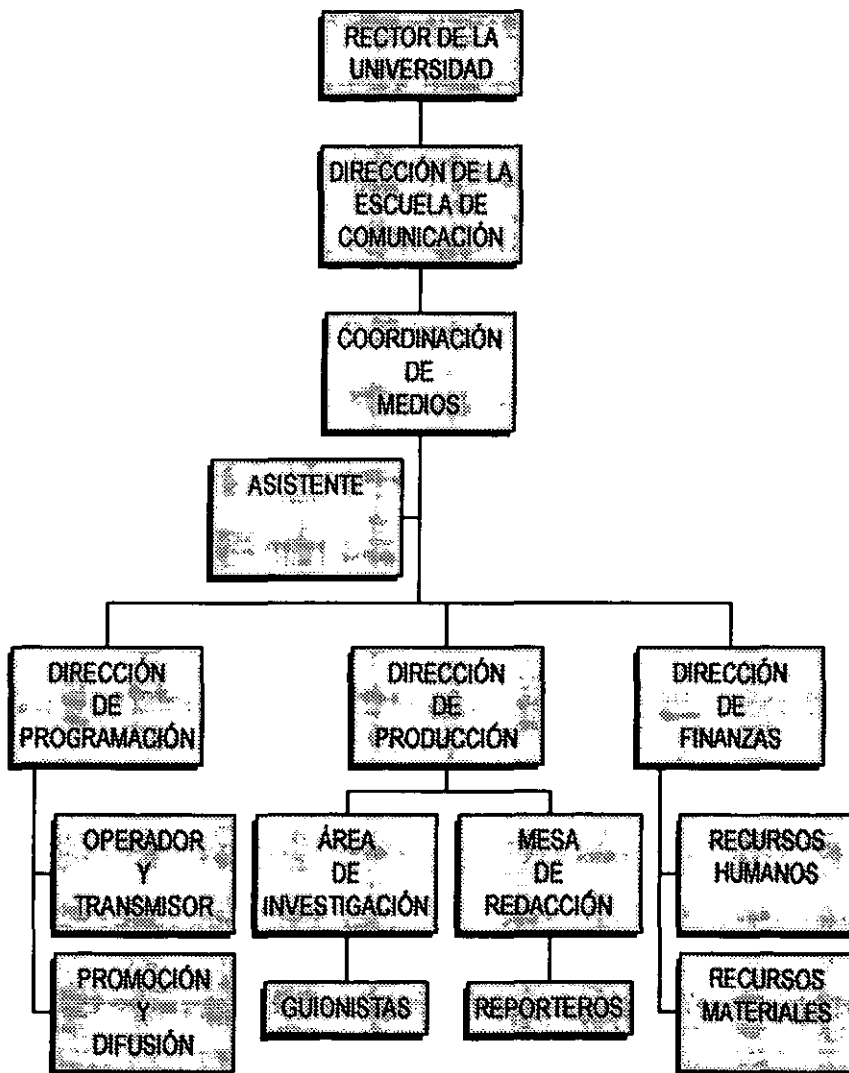 RECTOR DE LA
UNIVERSIDAD
DIRECCIÓN DE LA
ESCUELA DE
COMUNICACIÓN
COORDINACIÓN
DE
MEDIOS
ASISTENTE
DIRECCIÓN
DE
PROGRAMACIÓN
DIRECCIÓN
DE
PRODUCCIÓN
DIRECCIÓN
DE
FINANZAS
OPERADOR
Y
TRANSMISOR
ÁREA
DE
INVESTIGACIÓN
MESA
DE
REDACCIÓN
RECURSOS
HUMANOS
PROMOCIÓN
Y
DIFUSIÓN
GUIONISTAS
REPORTEROS
RECURSOS
MATERIALES